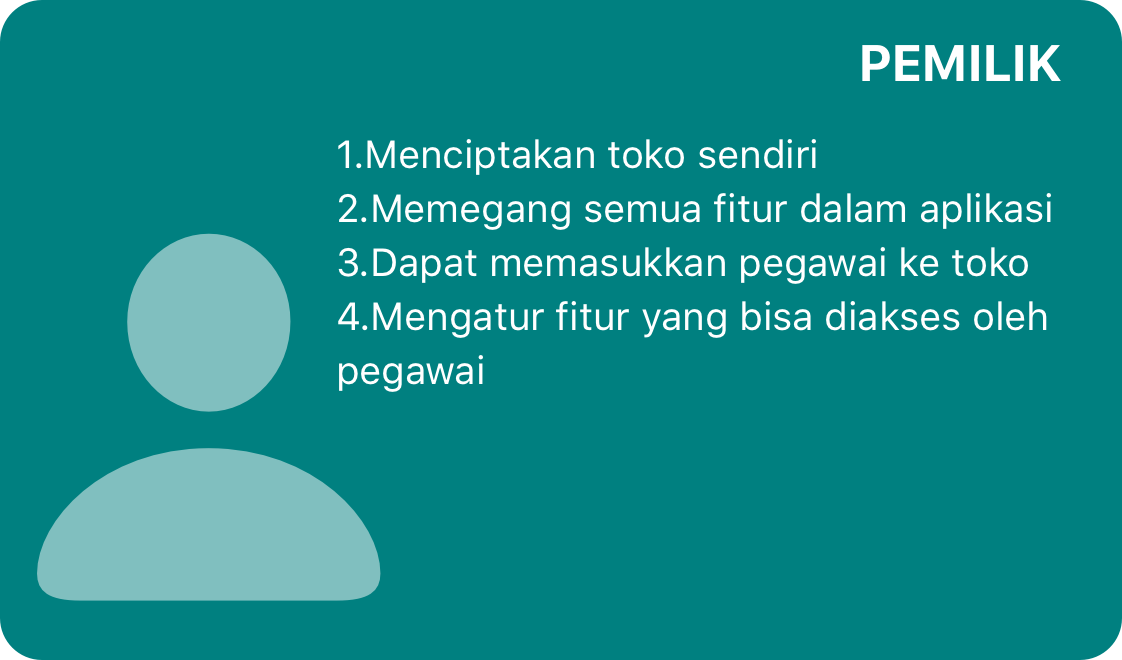 PEMILIK
1.Menciptakan toko sendiri
2.Memegang semua fitur dalam aplikasi
3.Dapat memasukkan pegawai ke toko
4.Mengatur fitur yang bisa diakses oleh
pegawai